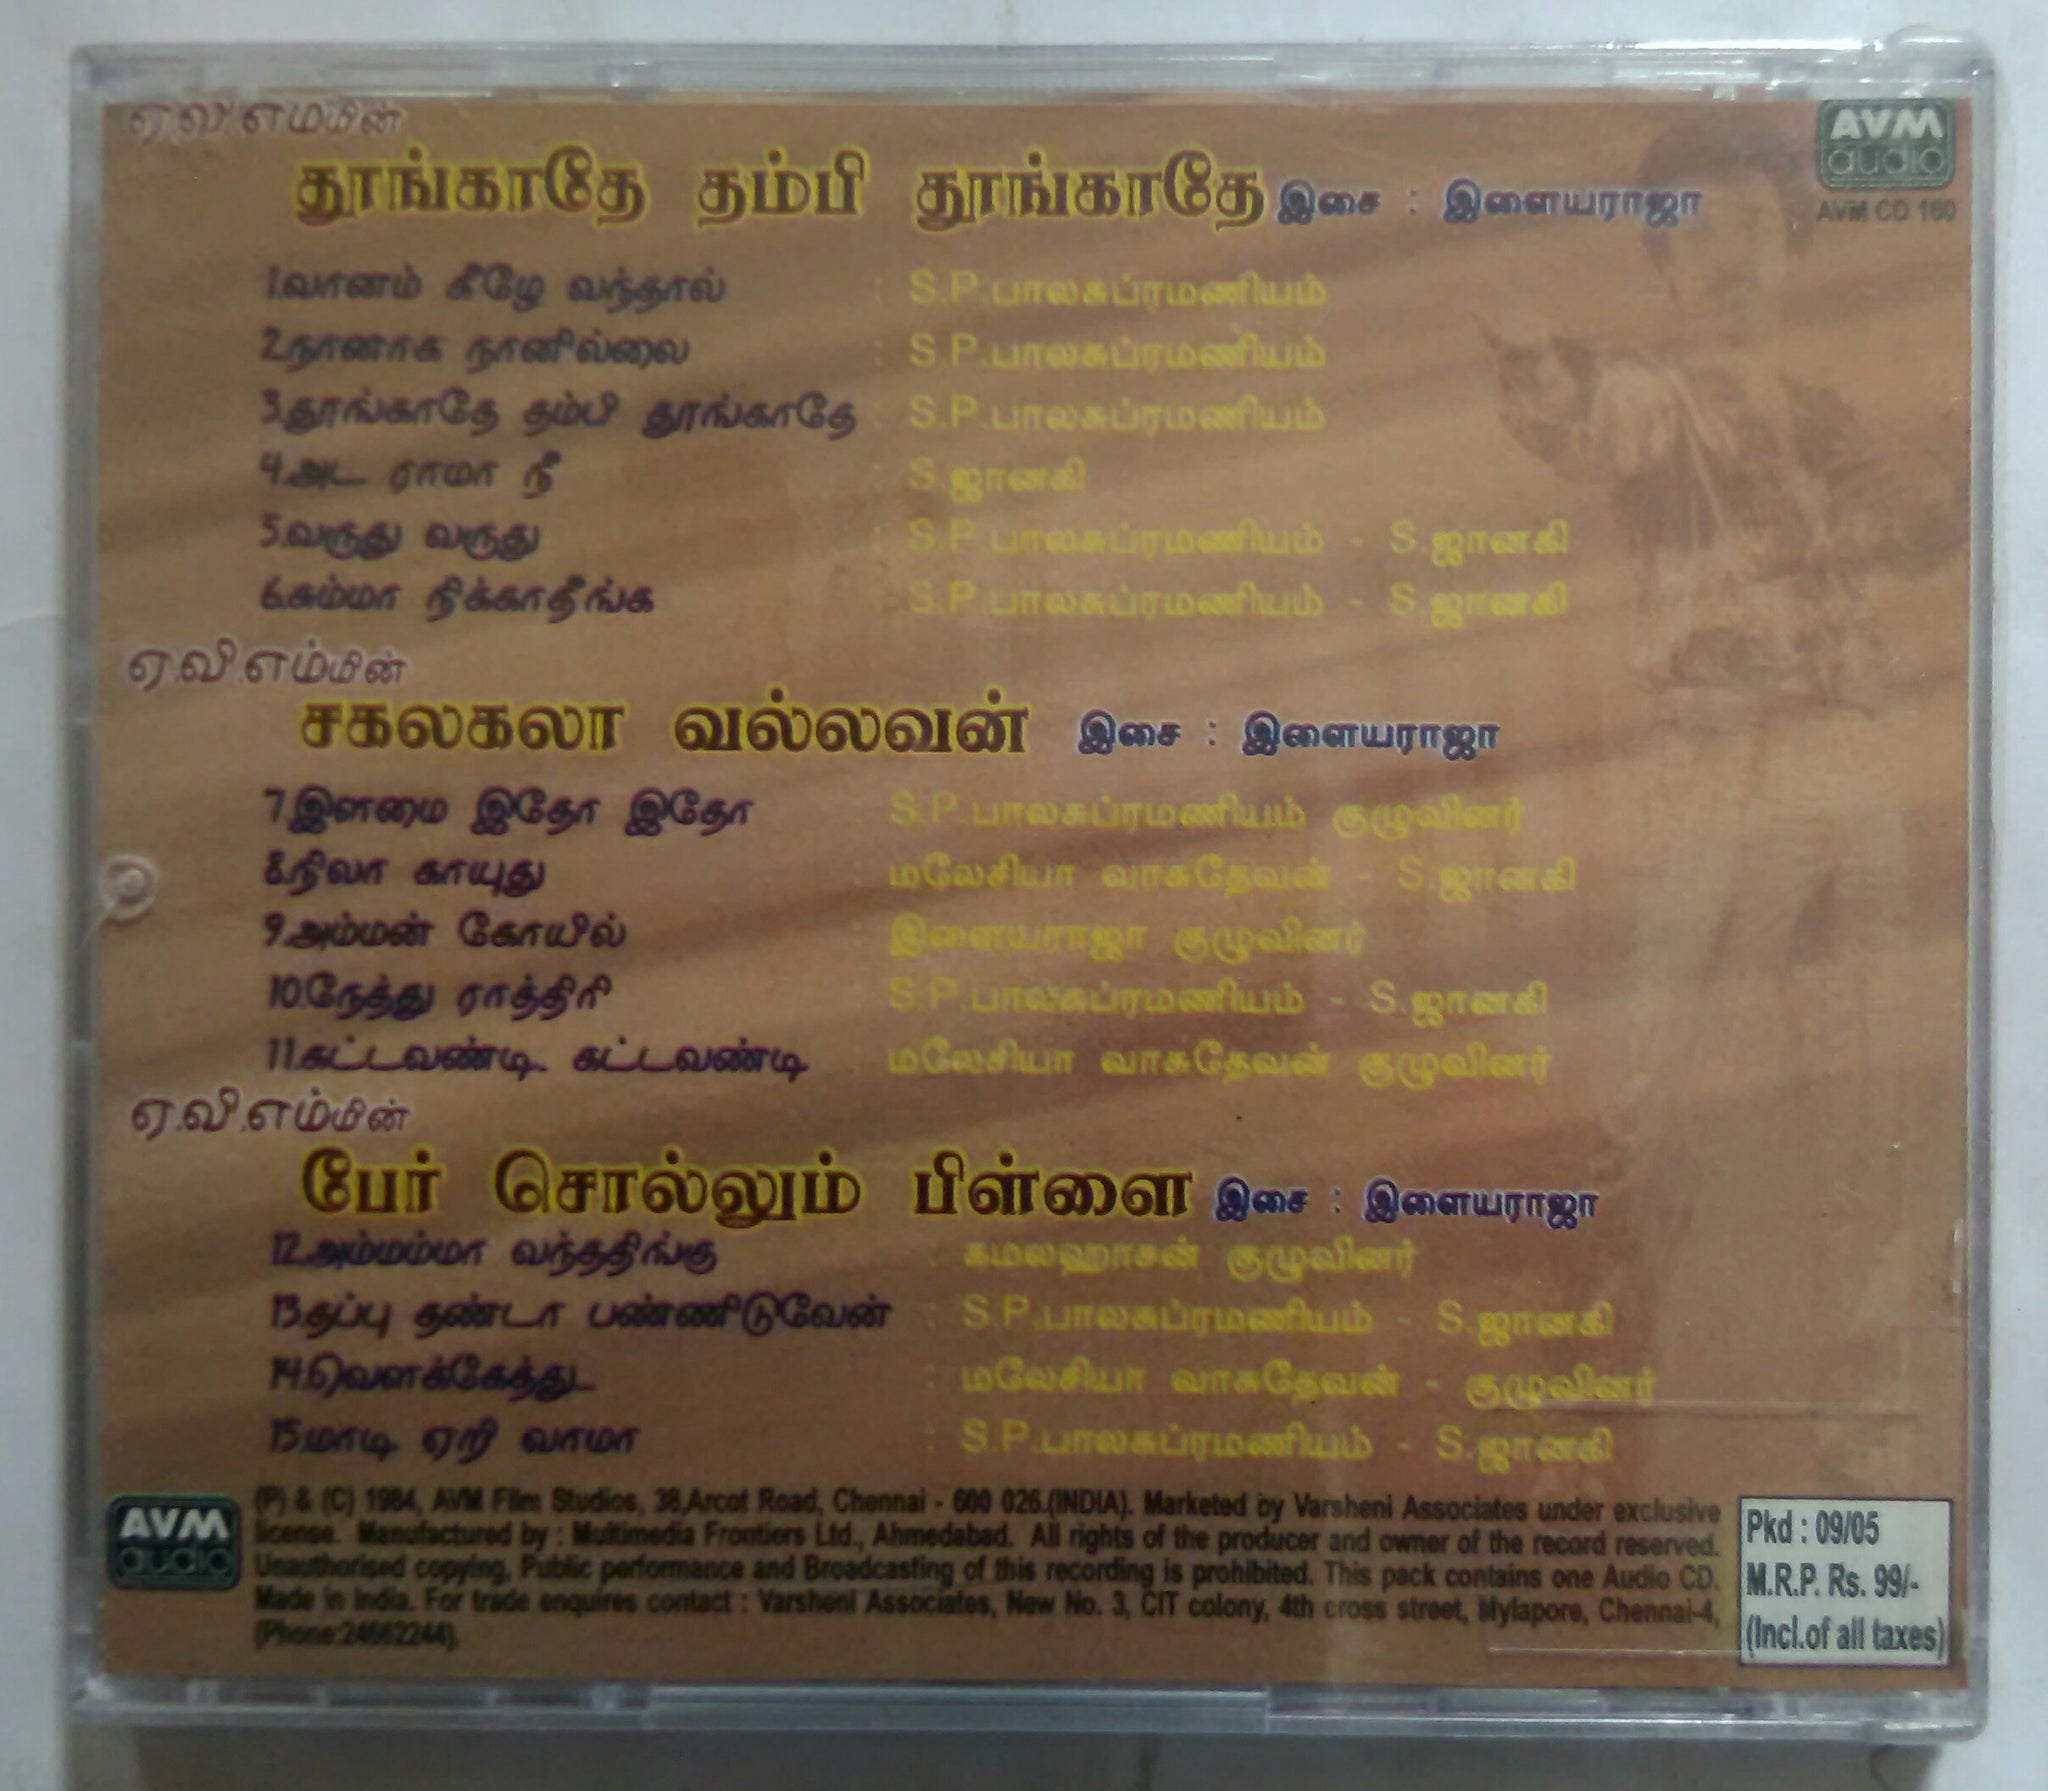 ஏ.வி.எம்மின்
AVM
audio
AVM CD 160
தூங்காதே தம்பி தூங்காதே இசை : இளையராஜா
1.வானம் கீழே வந்தால் : S.P.பாலசுப்ரமணியம்
2.நானாக நானில்லை : S.P.பாலசுப்ரமணியம்
3.தூங்காதே தம்பி தூங்காதே : S.P.பாலசுப்ரமணியம்
4.அட ராமா நீ : S.ஜானகி
5.வருது வருது : S.P.பாலசுப்ரமணியம் - S.ஜானகி
6.சும்மா நிக்காதீங்க S.P.பாலசுப்ரமணியம் - S.ஜானகி
ஏ.வி.எம்மின்
சகலகலா வல்லவன் இசை : இளையராஜா
7.இளமை இதோ இதோ S.P.பாலசுப்ரமணியம் குழுவினர்
8.நிலா காயுது : மலேசியா வாசுதேவன் - S.ஜானகி
9.அம்மன் கோயில் : இளையராஜா குழுவினர்
10.நேத்து ராத்திரி S.P.பாலசுப்ரமணியம் - S.ஜானகி
11.கட்டவண்டி கட்டவண்டி : மலேசியா வாசுதேவன் குழுவினர்
ஏ.வி.எம்மின்
பேர் சொல்லும் பிள்ளை இசை : இளையராஜா
12.அம்மம்மா வந்ததிங்கு : கமலஹாசன் குழுவினர்
13.தப்பு தண்டா பண்ணிடுவேன் : S.P.பாலசுப்ரமணியம் - S.ஜானகி
14.வெளக்கேத்து : மலேசியா வாசுதேவன் - குழுவினர்
15.மாடி ஏறி வாமா : S.P.பாலசுப்ரமணியம் - S.ஜானகி
AVM
audio
(P) & (C) 1984, AVM Film Studios, 38,Arcot Road, Chennai - 600 026.(INDIA). Marketed by Varsheni Associates under exclusive
license. Manufactured by : Multimedia Frontiers Ltd., Ahmedabad. All rights of the producer and owner of the record reserved.
Unauthorised copying, Public performance and Broadcasting of this recording is prohibited. This pack contains one Audio CD.
Made in India. For trade enquires contact : Varsheni Associates, New No. 3, CIT colony, 4th cross street, Mylapore, Chennai-4,
(Phone:24662244).
Pkd : 09/05
M.R.P. Rs. 99/-
(Incl.of all taxes)